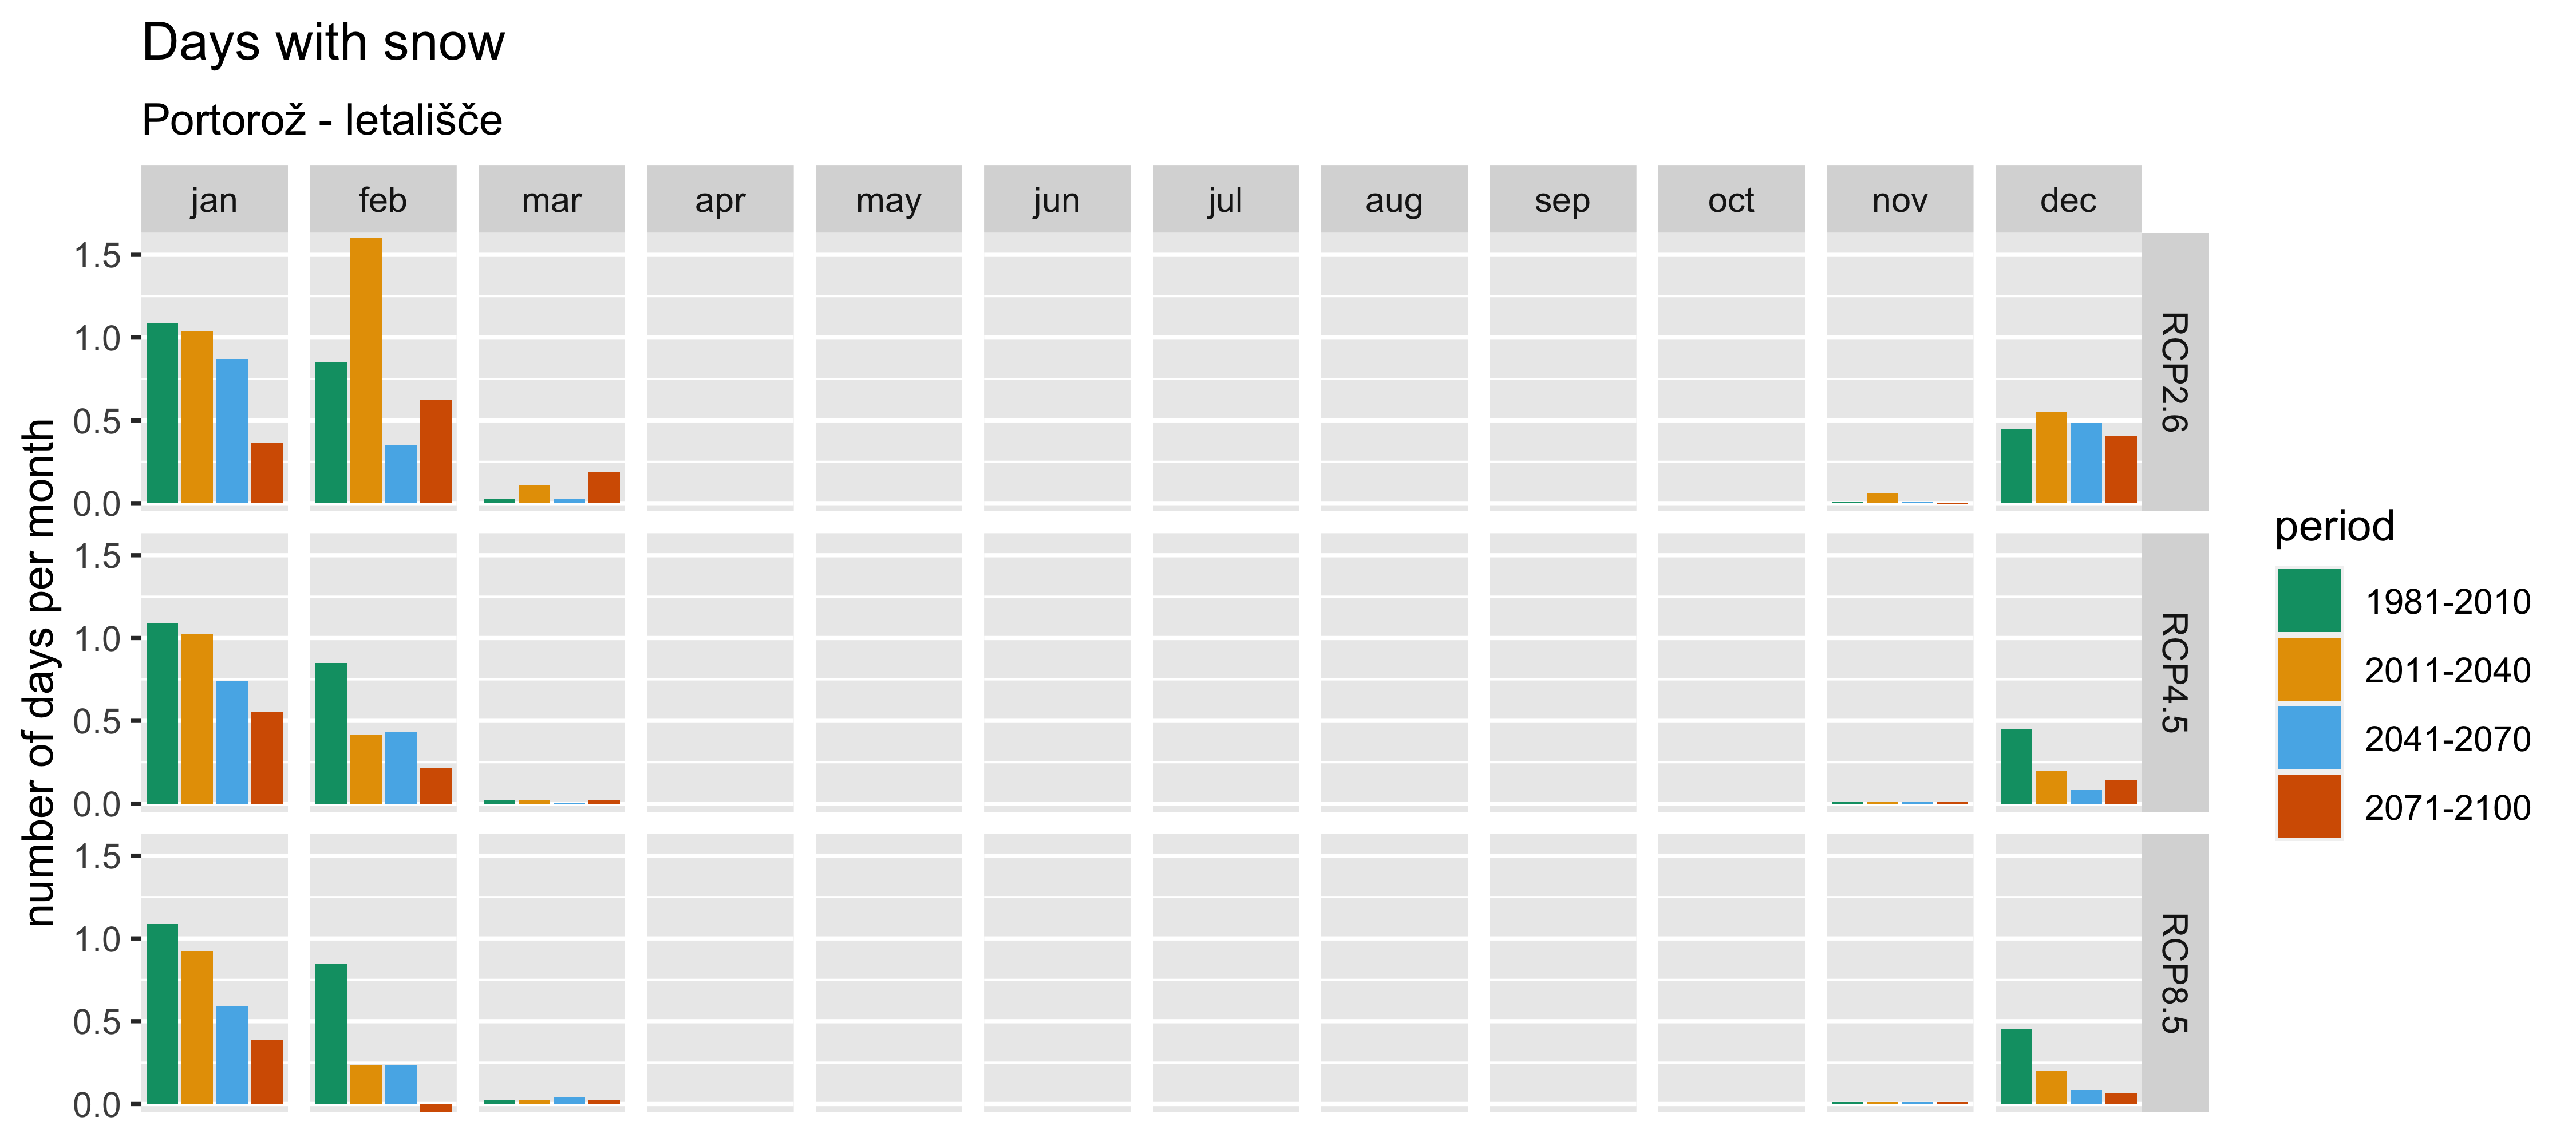 Days with snow
Portorož - letališče
jan feb mar apr may jun jul aug sep oct nov dec
number of days per month
1.5
1.0
0.5
0.0
RCP2.6
1.5
1.0
0.5
0.0
RCP4.5
1.5
1.0
0.5
0.0
RCP8.5
period
1981-2010
2011-2040
2041-2070
2071-2100